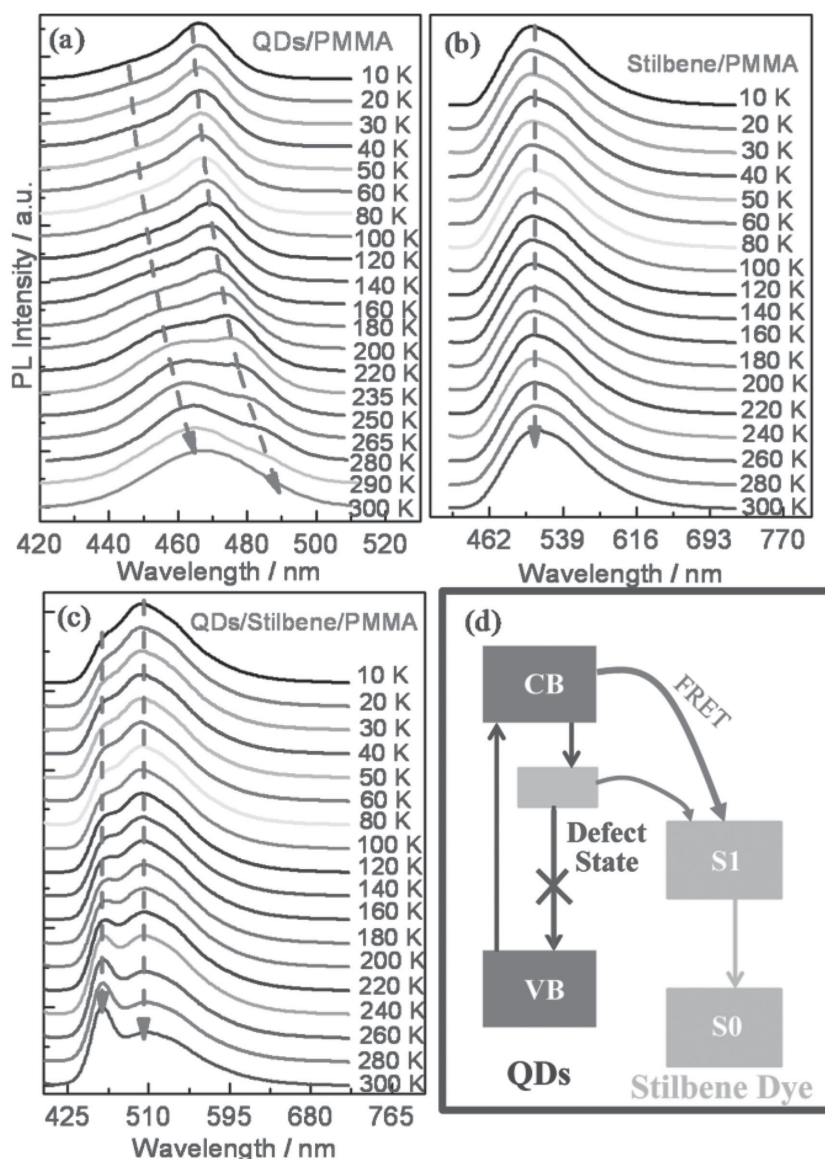 (a)
QDs/PMMA
10 K
20 K
30 K
40 K
50 K
60 K
80 K
100 K
120 K
140 K
160 K
180 K
200 K
220 K
235 K
250 K
265 K
280 K
290 K
300 K
PL Intensity / a.u.
420 440 460 480 500 520
Wavelength / nm
(b)
Stilbene/PMMA
10 K
20 K
30 K
40 K
50 K
60 K
80 K
100 K
120 K
140 K
160 K
180 K
200 K
220 K
240 K
260 K
280 K
300 K
462 539 616 693 770
Wavelength / nm
(c)
QDs/Stilbene/PMMA
10 K
20 K
30 K
40 K
50 K
60 K
80 K
100 K
120 K
140 K
160 K
180 K
200 K
220 K
240 K
260 K
280 K
300 K
425 510 595 680 765
Wavelength / nm
(d)
CB
FRET
Defect
State
S1
VB
S0
QDs
Stilbene Dye